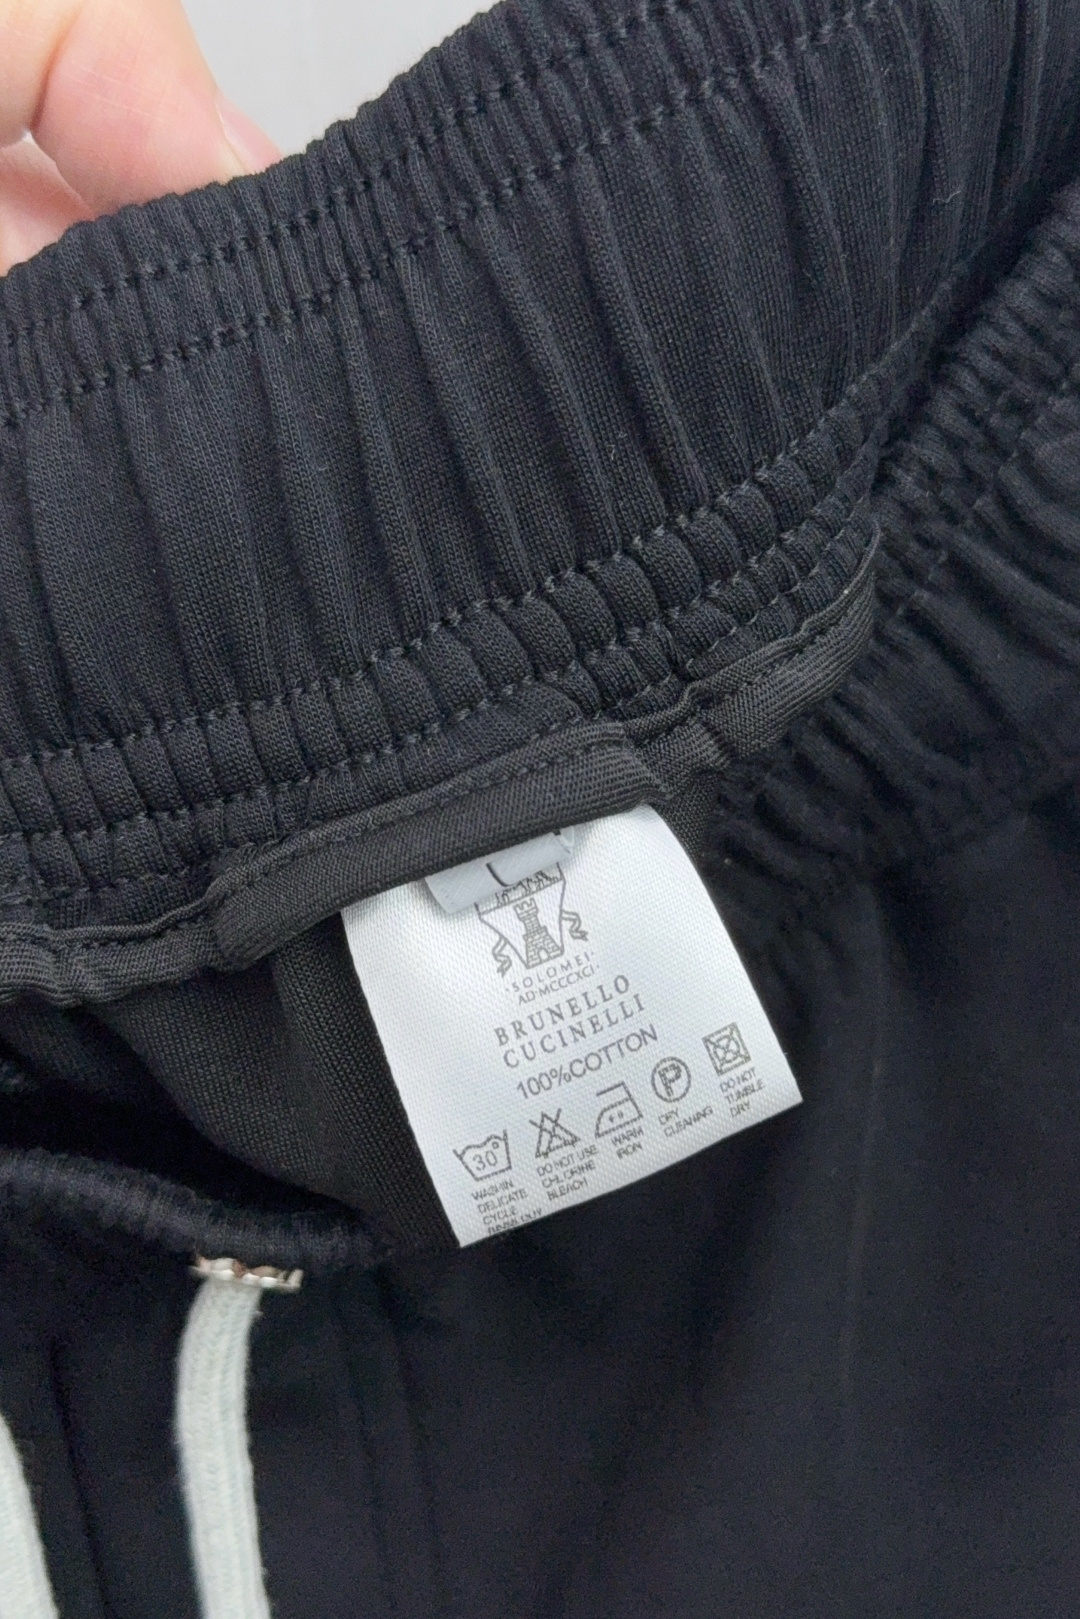 L
·SOLOMEI·
AD·MCCCXCI·
BRUNELLO
CUCINELLI
100%COTTON
30°
WASH IN
DELICATE
CYCLE
DO NOT USE
CHLORINE
BLEACH
WARM
IRON
P
DRY
CLEANING
DO NOT
TUMBLE
DRY